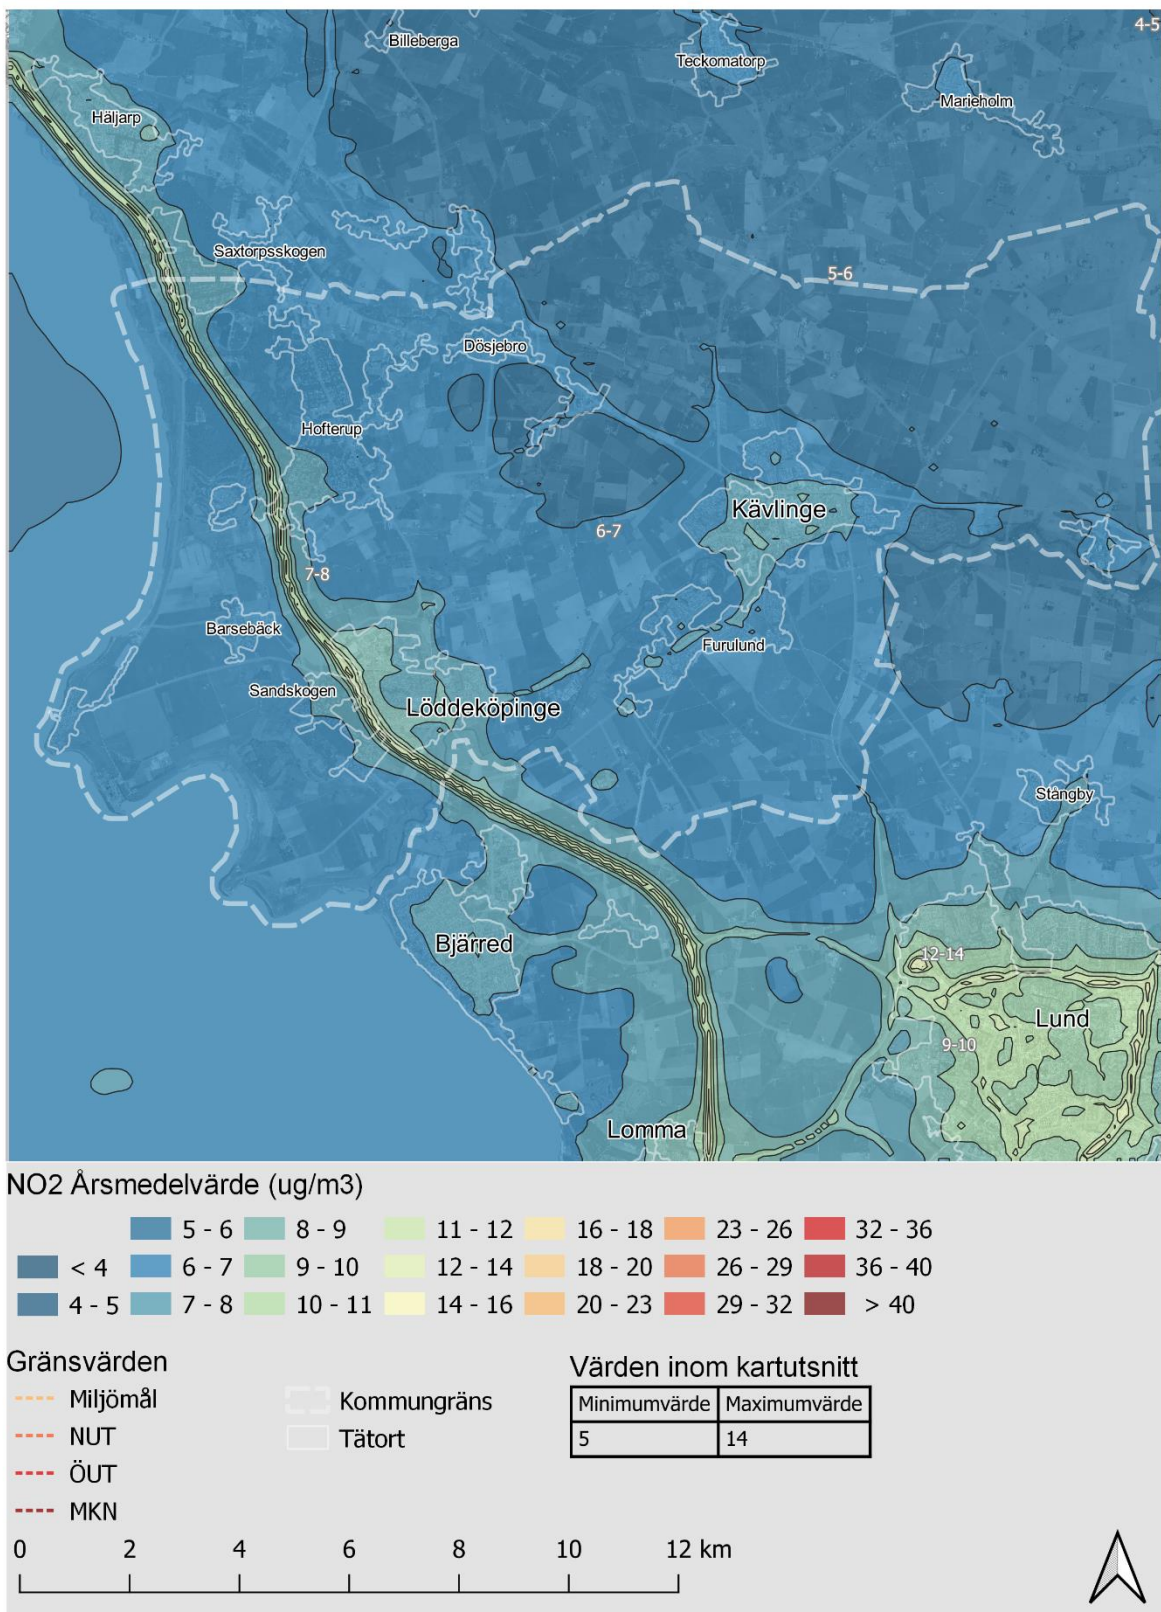 Billeberga
4-5
Teckomatorp
Marieholm
Häljarp
Saxtorpsskogen
5-6
Dösjebro
Hofterup
Kävlinge
6-7
7-8
Barsebäck
Furulund
Sandskogen
Löddeköpinge
Stångby
Bjärred
12-14
Lund
9-10
Lomma
NO2 Årsmedelvärde (ug/m3)
5 - 6 8 - 9 11 - 12 16 - 18 23 - 26 32 - 36
< 4 6 - 7 9 - 10 12 - 14 18 - 20 26 - 29 36 - 40
4 - 5 7 - 8 10 - 11 14 - 16 20 - 23 29 - 32 > 40
Gränsvärden
Miljömål
NUT
ÖUT
MKN
Kommungräns
Tätort
Värden inom kartutsnitt
Minimumvärde Maximumvärde
5 14
0 2 4 6 8 10 12 km